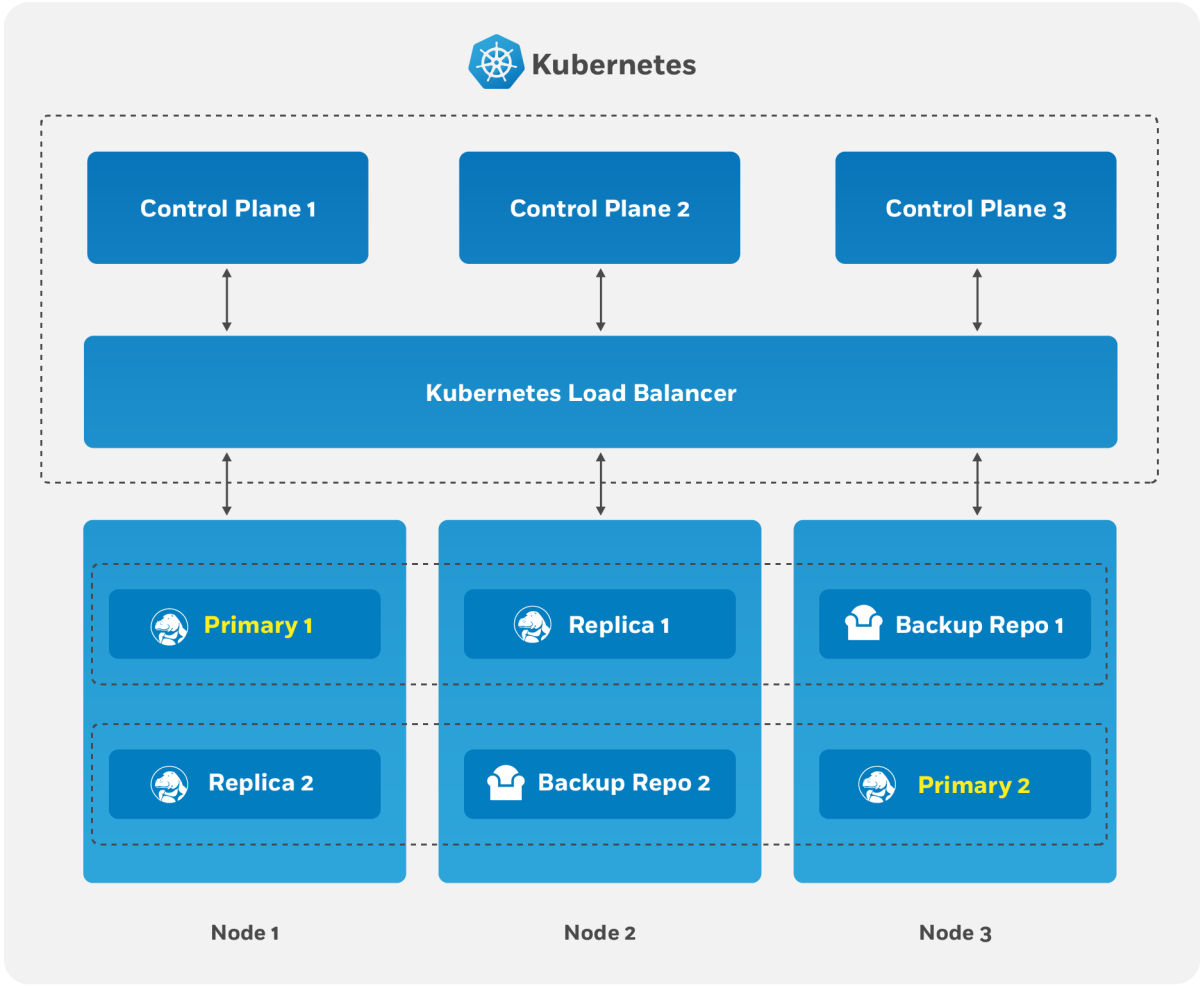 Kubernetes
Control Plane 1
Control Plane 2
Control Plane 3
Kubernetes Load Balancer
Primary 1
Replica 1
Backup Repo 1
Replica 2
Backup Repo 2
Primary 2
Node 1
Node 2
Node 3